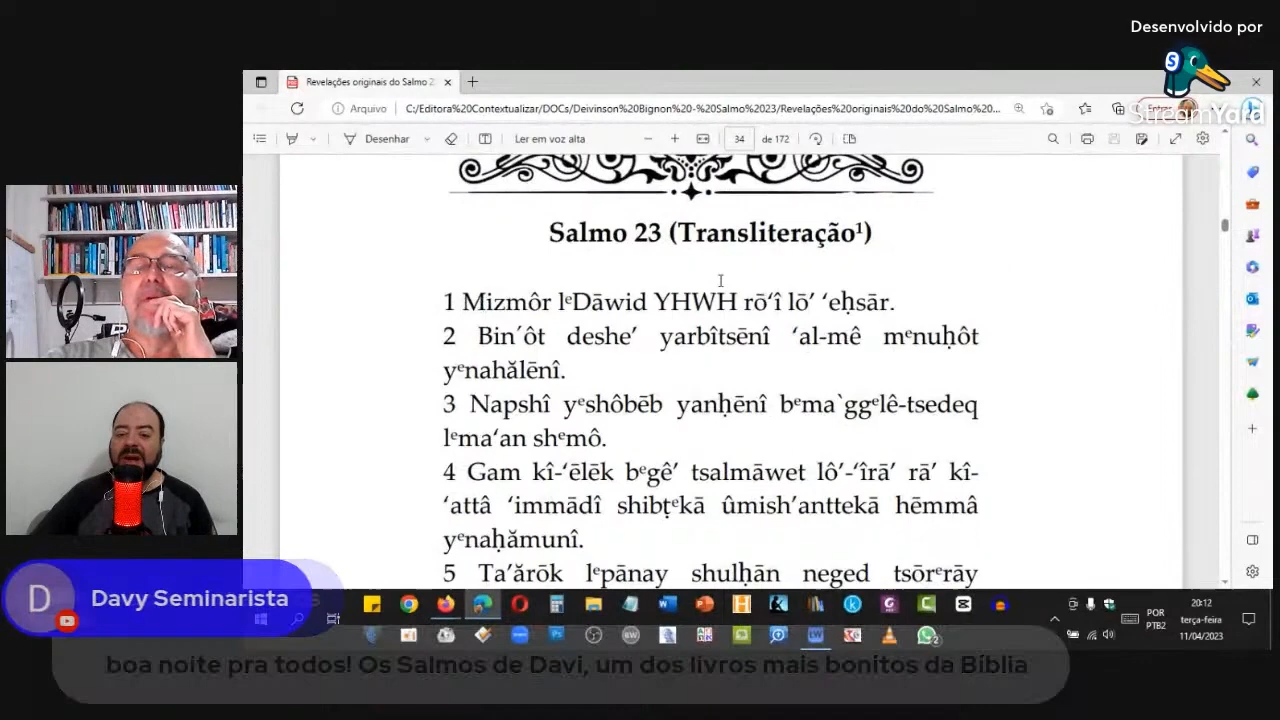 Desenvolvido por
StreamYard
Revelações originais do Salmo 2
Arquivo
C:/Editora%20Contextualizar/DOCs/Deivinson%20Bignon%20-%20Salmo%2023/Revelações%20originais%20do%20Salmo%20...
Entrar
Desenhar
Ler em voz alta
34
de 172
Salmo 23 (Transliteração¹)
1 Mizmôr lᵉDāwid YHWH rō‘î lō’ ‘eḥsār.
2 Bin´ôt deshe’ yarbîtsēnî ‘al-mê mᵉnuḥôt
yᵉnahălēnî.
3 Napshî yᵉshôbēb yanḥēnî bᵉma`ggᵉlê-tsedeq
lᵉma‘an shᵉmô.
4 Gam kî-‘ēlēk bᵉgê’ tsalmāwet lô’-‘îrā’ rā’ kî-
‘attâ ‘immādî shibṭᵉkā ûmish’anttekā hēmmâ
yᵉnaḥămunî.
5 Ta’ărōk lᵉpānay shulḥān neged tsōrᵉrāy
D
Davy Seminarista
boa noite pra todos! Os Salmos de Davi, um dos livros mais bonitos da Bíblia
POR
PTB2
20:12
terça-feira
11/04/2023